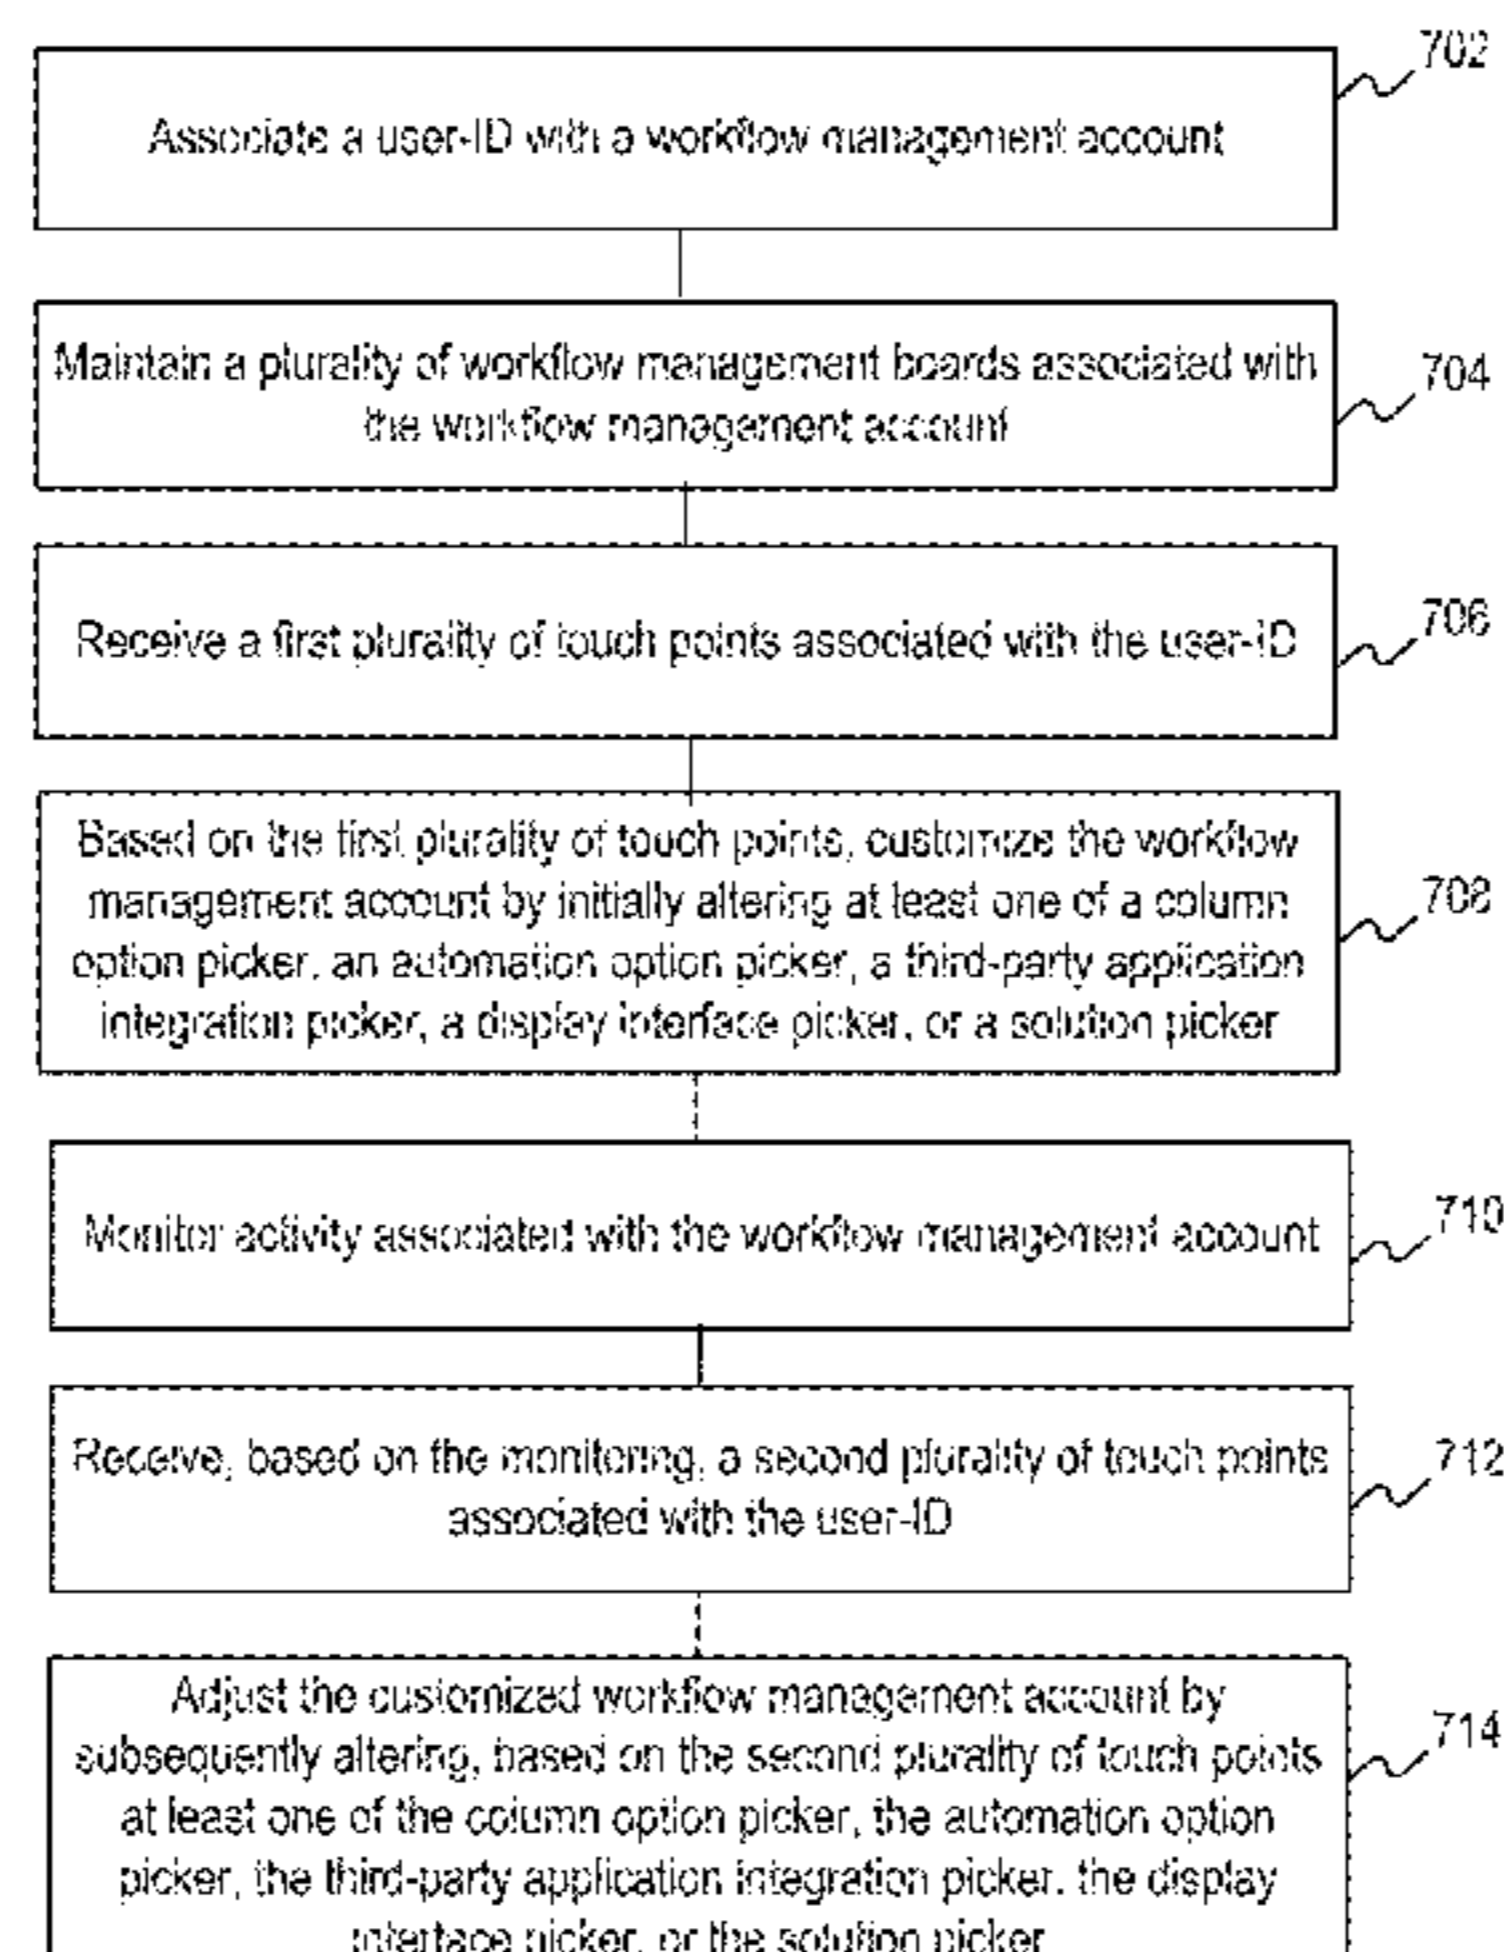 702
Associate a user-ID with a workflow management account
Maintain a plurality of workflow management boards associated with
the workflow management account
704
Receive a first plurality of touch points associated with the user-ID
706
Based on the first plurality of touch points, customize the workflow
management account by initially altering at least one of a column
option picker, an automation option picker, a third-party application
integration picker, a display interface picker, or a solution picker
708
Monitor activity associated with the workflow management account
710
Receive, based on the monitoring, a second plurality of touch points
associated with the user-ID
712
Adjust the customized workflow management account by
subsequently altering, based on the second plurality of touch points
at least one of the column option picker, the automation option
picker, the third-party application integration picker, the display
interface picker, or the solution picker
714